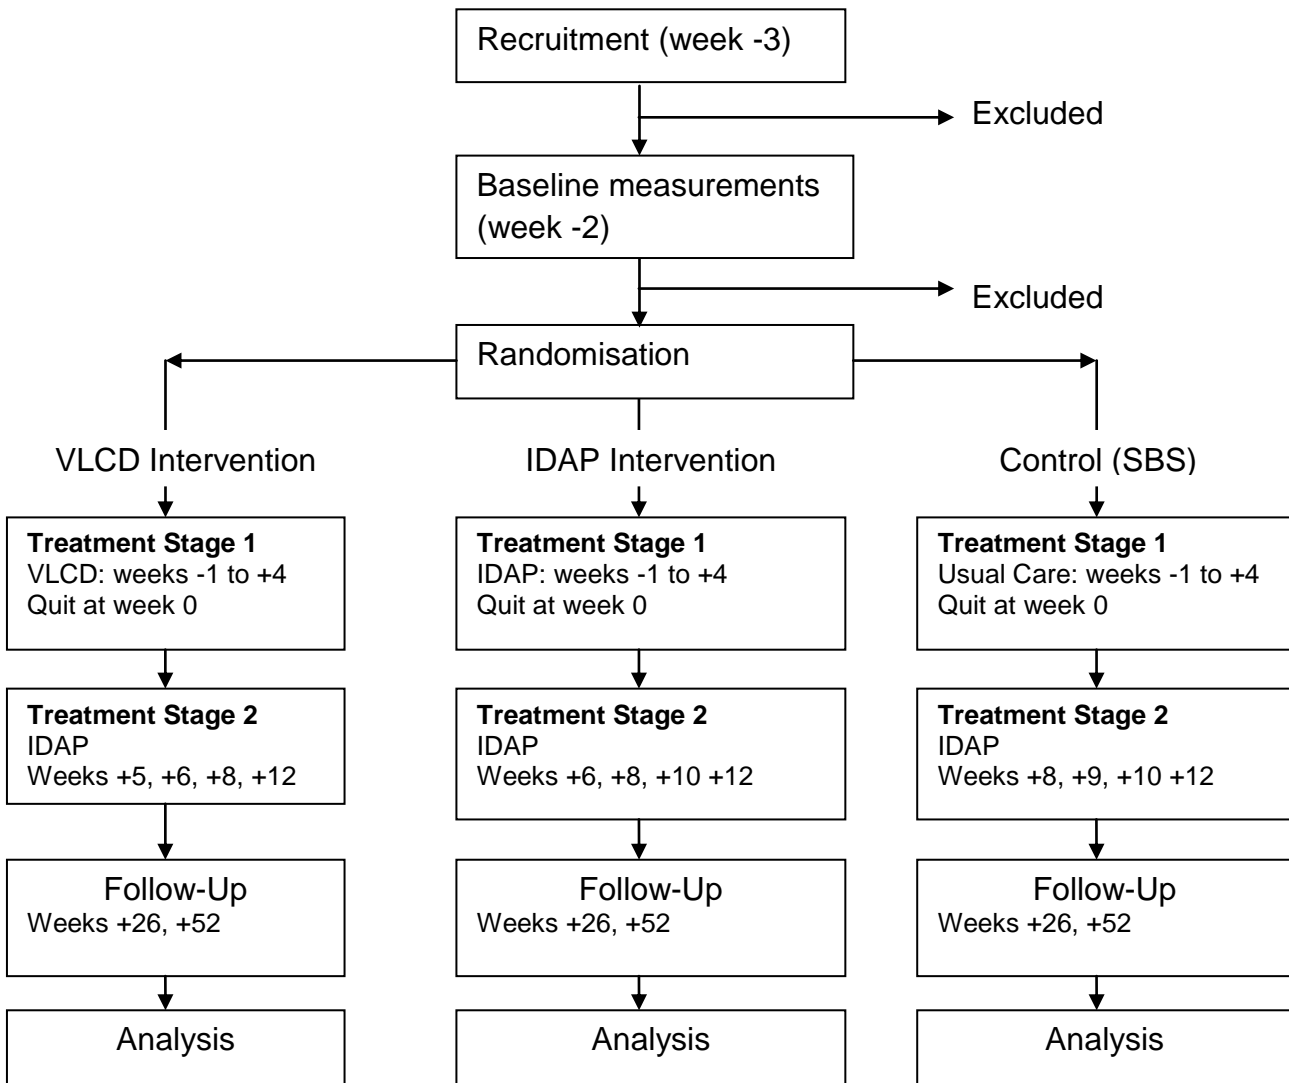 Recruitment (week -3)
Excluded
Baseline measurements
(week -2)
Excluded
Randomisation
VLCD Intervention
IDAP Intervention
Control (SBS)
Treatment Stage 1
VLCD: weeks -1 to +4
Quit at week 0
Treatment Stage 1
IDAP: weeks -1 to +4
Quit at week 0
Treatment Stage 1
Usual Care: weeks -1 to +4
Quit at week 0
Treatment Stage 2
IDAP
Weeks +5, +6, +8, +12
Treatment Stage 2
IDAP
Weeks +6, +8, +10 +12
Treatment Stage 2
IDAP
Weeks +8, +9, +10 +12
Follow-Up
Weeks +26, +52
Follow-Up
Weeks +26, +52
Follow-Up
Weeks +26, +52
Analysis
Analysis
Analysis